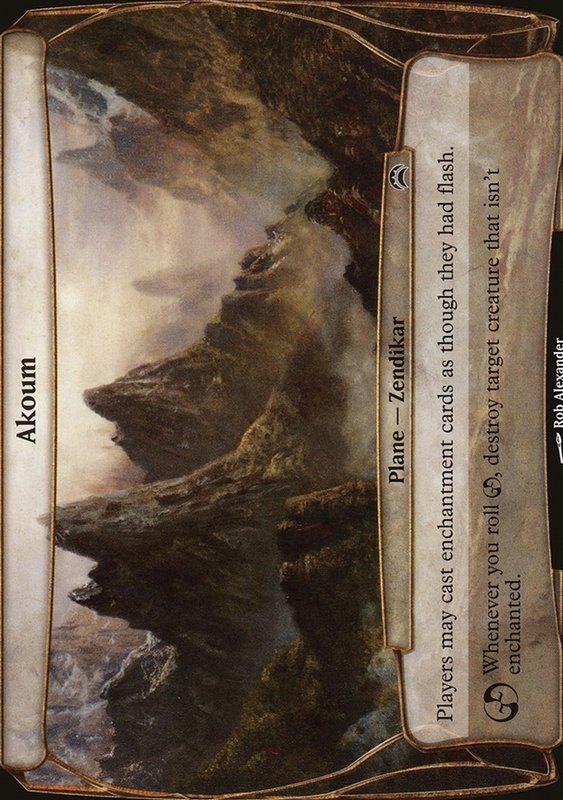 Akoum
Plane — Zendikar
Players may cast enchantment cards as though they had flash.
Whenever you roll , destroy target creature that isn't
enchanted.
Rob Alexander